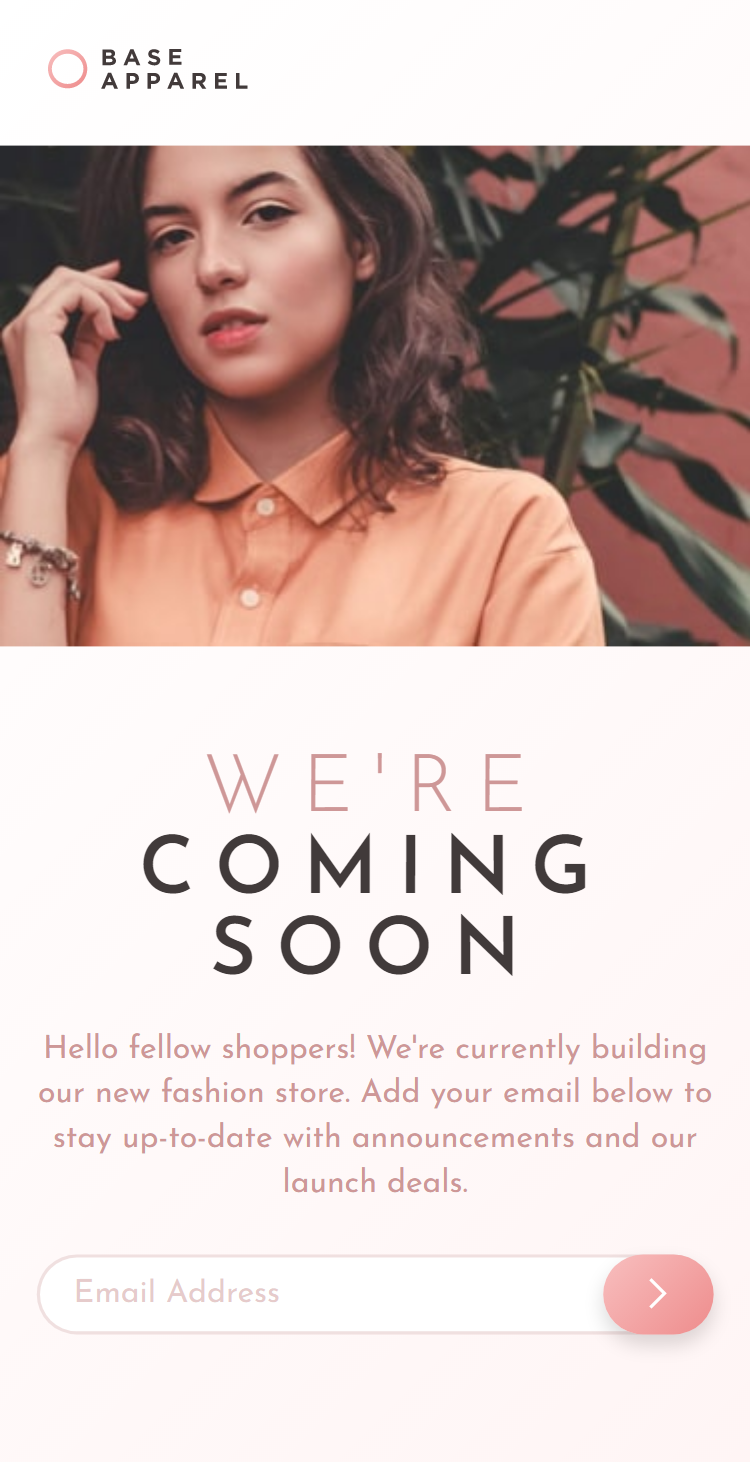 BASE
APPAREL
WE'RE
COMING
SOON
Hello fellow shoppers! We're currently building
our new fashion store. Add your email below to
stay up-to-date with announcements and our
launch deals.
Email Address